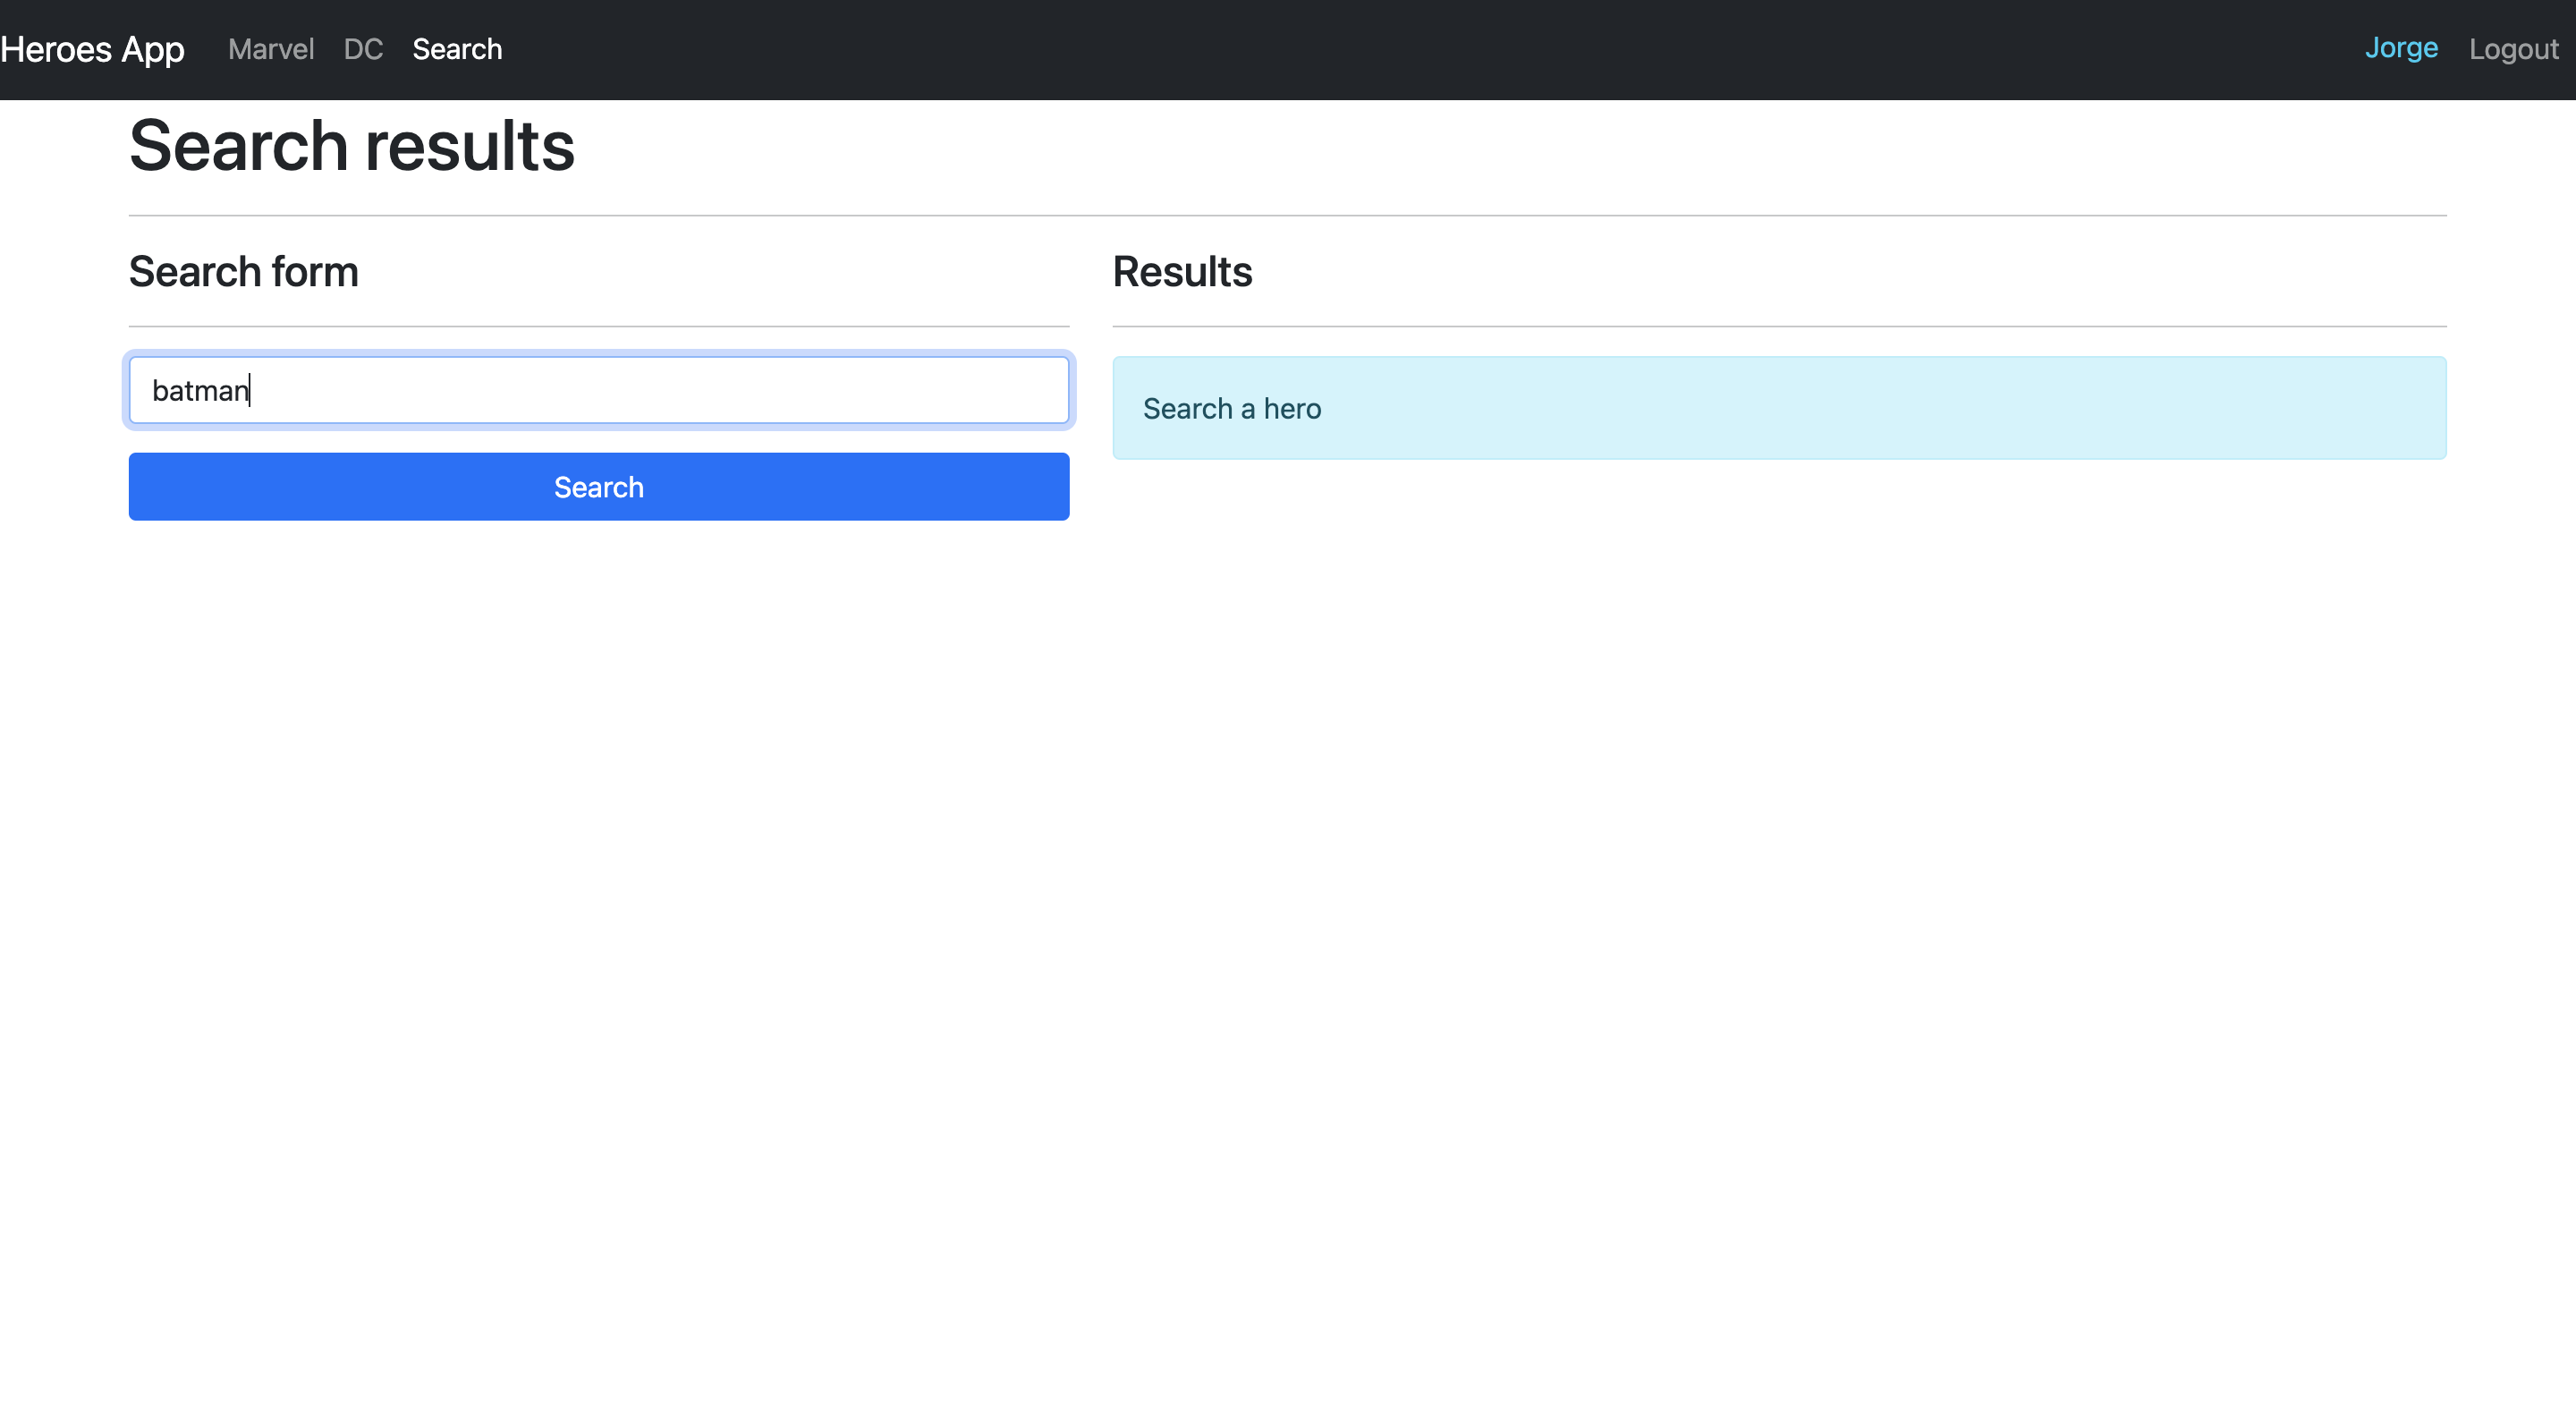 Heroes App Marvel DC Search Jorge Logout
Search results
Search form
batman
Search
Results
Search a hero